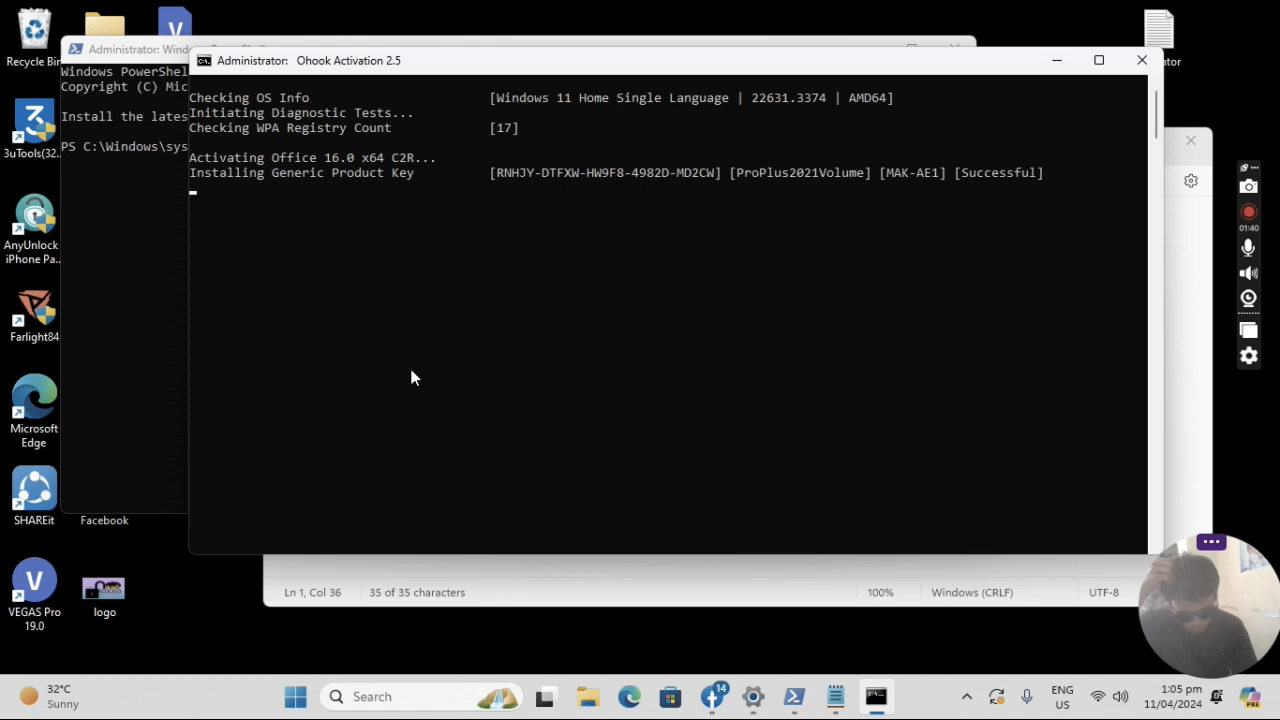 Recycle Bin
3uTools(32...
AnyUnlock
iPhone Pa...
Farlight84
Microsoft
Edge
SHAREit
Facebook
VEGAS Pro
19.0
logo
Administrator: Wind
Windows PowerShel
Copyright (C) Mic
Install the lates
PS C:\Windows\sys
Administrator: Ohook Activation 2.5
Checking OS Info [Windows 11 Home Single Language | 22631.3374 | AMD64]
Initiating Diagnostic Tests...
Checking WPA Registry Count [17]
Activating Office 16.0 x64 C2R...
Installing Generic Product Key [RNHJY-DTFXW-HW9F8-4982D-MD2CW] [ProPlus2021Volume] [MAK-AE1] [Successful]
01:40
Ln 1, Col 36 35 of 35 characters 100% Windows (CRLF) UTF-8
32°C
Sunny
Search
14
ENG
US
1:05 pm
11/04/2024
PRE